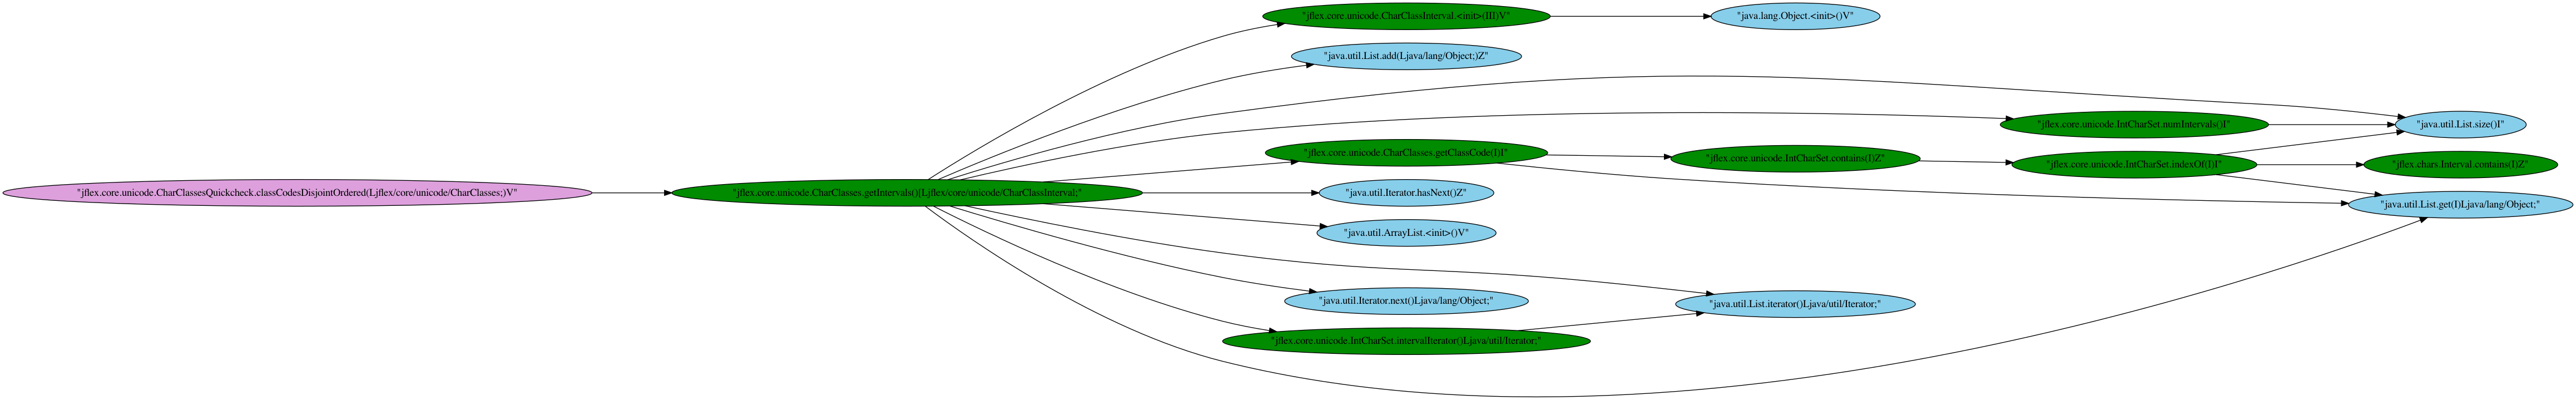 "jflex.core.unicode.CharClassInterval.<init>(III)V"
"java.lang.Object.<init>()V"
"java.util.List.add(Ljava/lang/Object;)Z"
"jflex.core.unicode.IntCharSet.numIntervals()I"
"java.util.List.size()I"
"jflex.core.unicode.CharClasses.getClassCode(I)I"
"jflex.core.unicode.IntCharSet.contains(I)Z"
"jflex.core.unicode.IntCharSet.indexOf(I)I"
"jflex.chars.Interval.contains(I)Z"
"jflex.core.unicode.CharClassesQuickcheck.classCodesDisjointOrdered(Ljflex/core/unicode/CharClasses;)V"
"jflex.core.unicode.CharClasses.getIntervals()[Ljflex/core/unicode/CharClassInterval;"
"java.util.Iterator.hasNext()Z"
"java.util.List.get(I)Ljava/lang/Object;"
"java.util.ArrayList.<init>()V"
"java.util.Iterator.next()Ljava/lang/Object;"
"java.util.List.iterator()Ljava/util/Iterator;"
"jflex.core.unicode.IntCharSet.intervalIterator()Ljava/util/Iterator;"